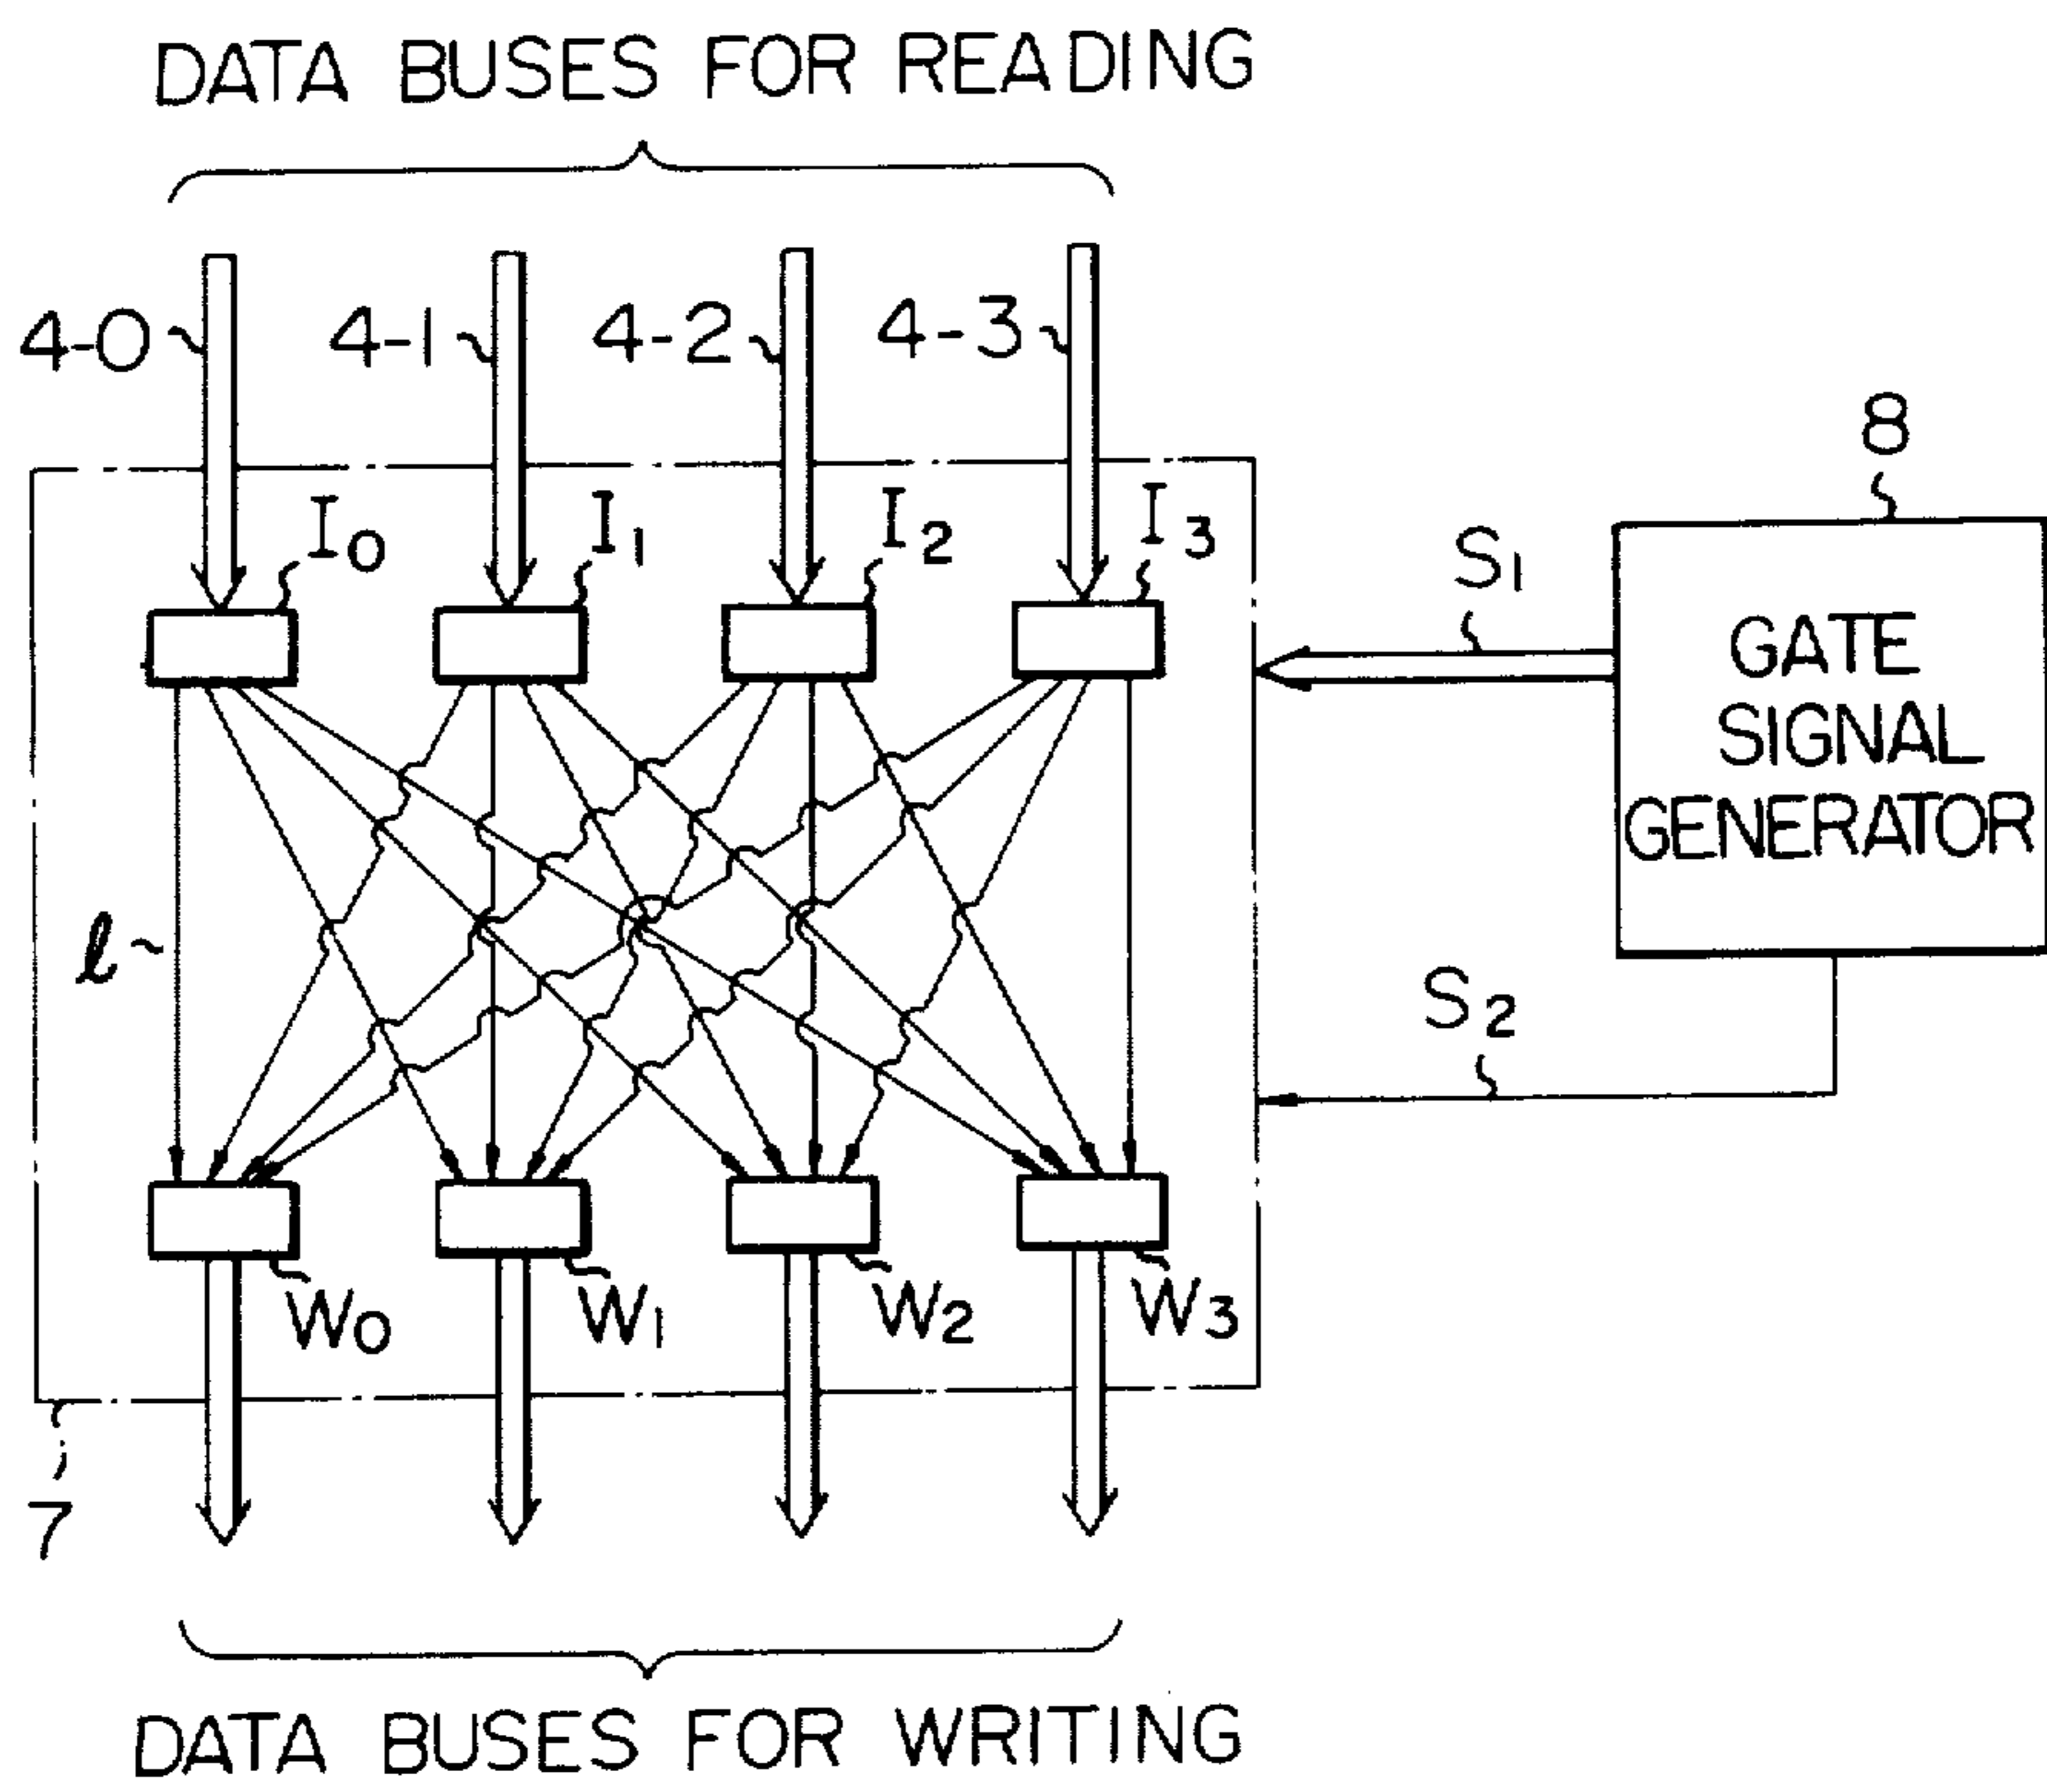 DATA BUSES FOR READING
4-0 4-1 4-2 4-3
8
I0 I1 I2 I3
S1
GATE
SIGNAL
GENERATOR
ℓ
S2
W0 W1 W2 W3
7
DATA BUSES FOR WRITING